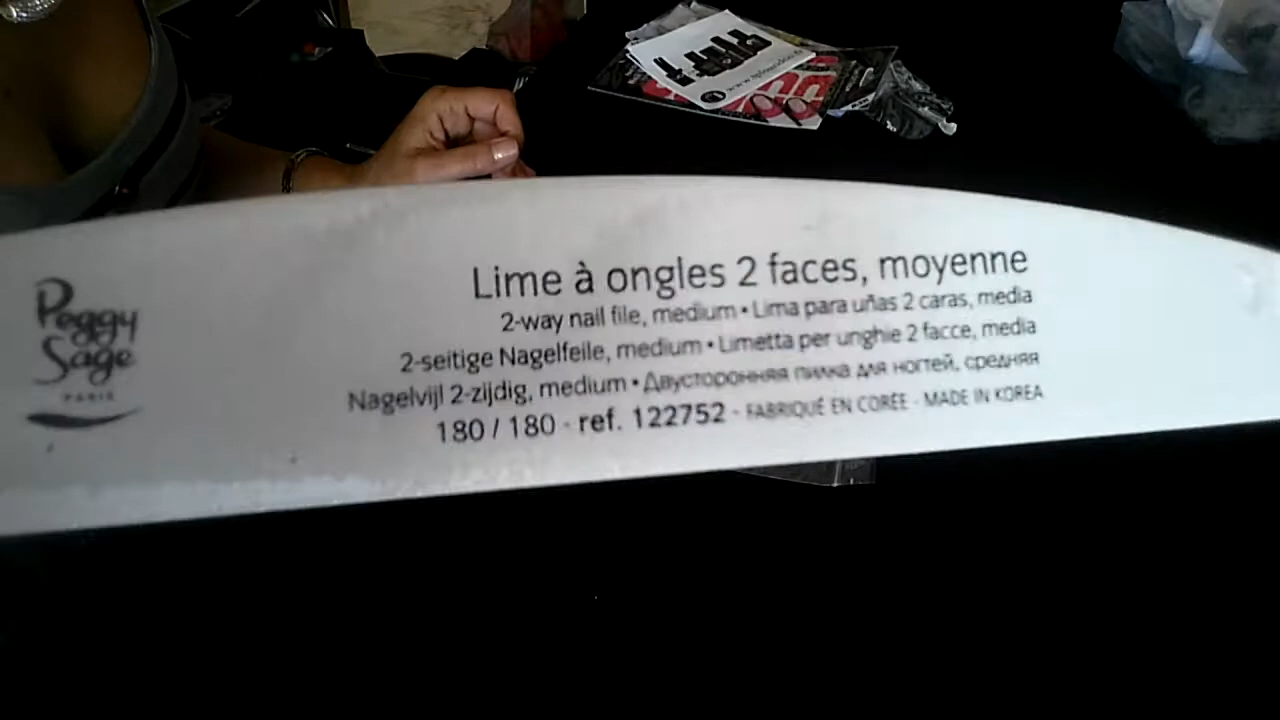 Peggy
Sage
PARIS
Lime à ongles 2 faces, moyenne
2-way nail file, medium • Lima para uñas 2 caras, media
2-seitige Nagelfeile, medium • Limetta per unghie 2 facce, media
Nagelvijl 2-zijdig, medium • Двусторонняя пилка для ногтей, средняя
180 / 180 · ref. 122752 · FABRIQUÉ EN CORÉE · MADE IN KOREA